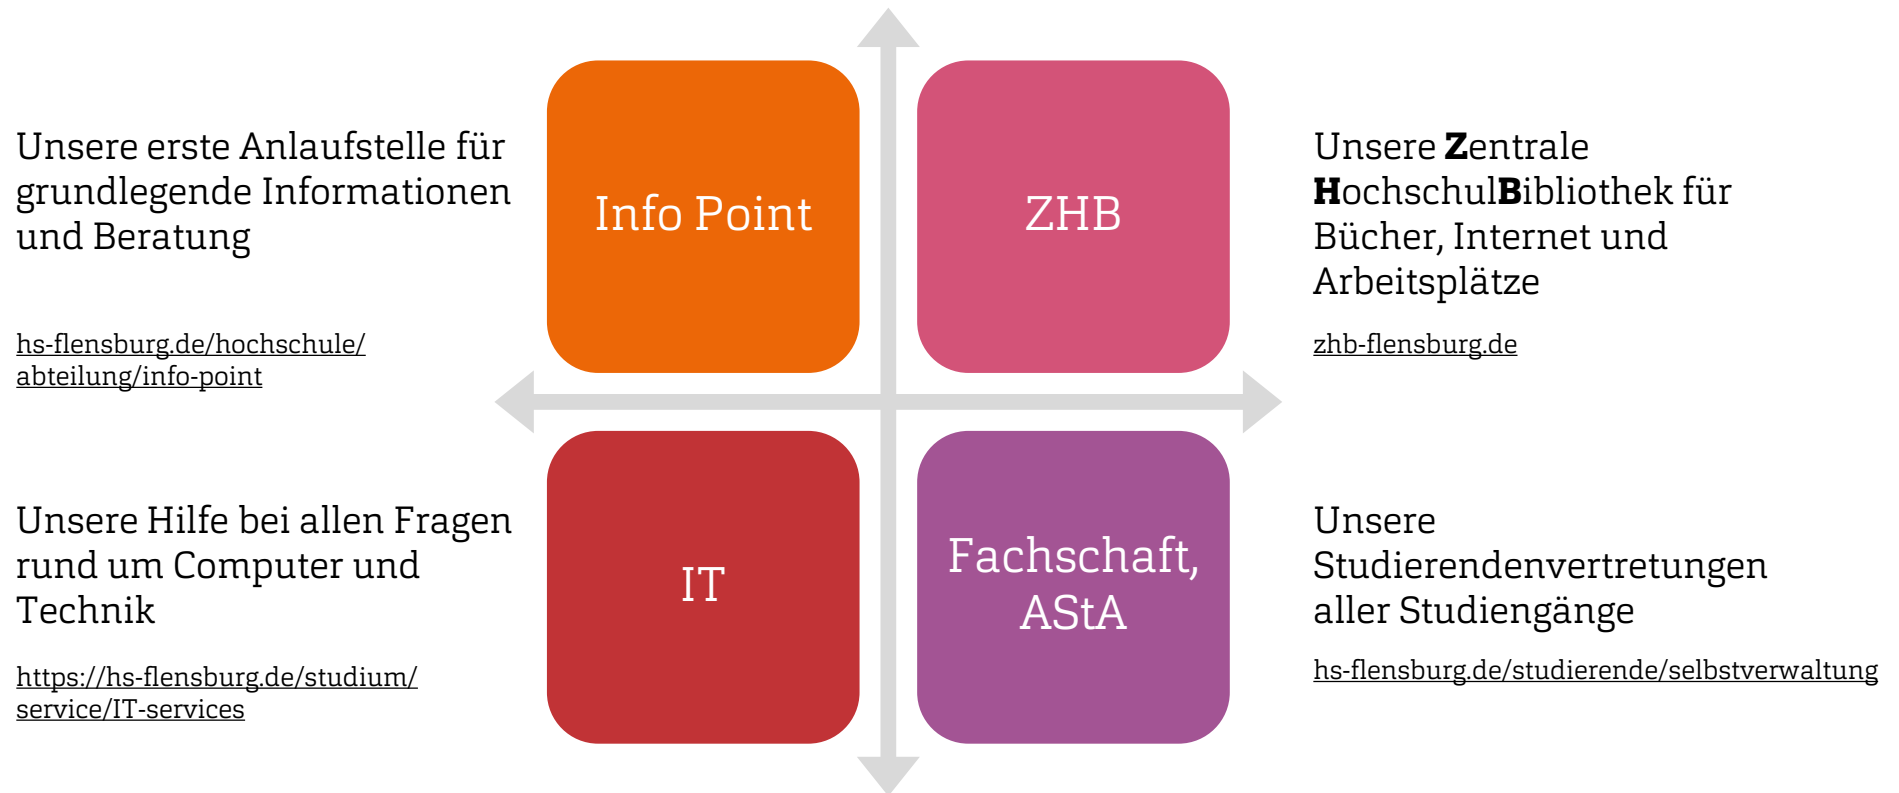 Unsere erste Anlaufstelle für
grundlegende Informationen
und Beratung
hs-flensburg.de/hochschule/
abteilung/info-point
Info Point
ZHB
Unsere Zentrale
HochschulBibliothek für
Bücher, Internet und
Arbeitsplätze
zhb-flensburg.de
Unsere Hilfe bei allen Fragen
rund um Computer und
Technik
https://hs-flensburg.de/studium/
service/IT-services
IT
Fachschaft,
AStA
Unsere
Studierendenvertretungen
aller Studiengänge
hs-flensburg.de/studierende/selbstverwaltung